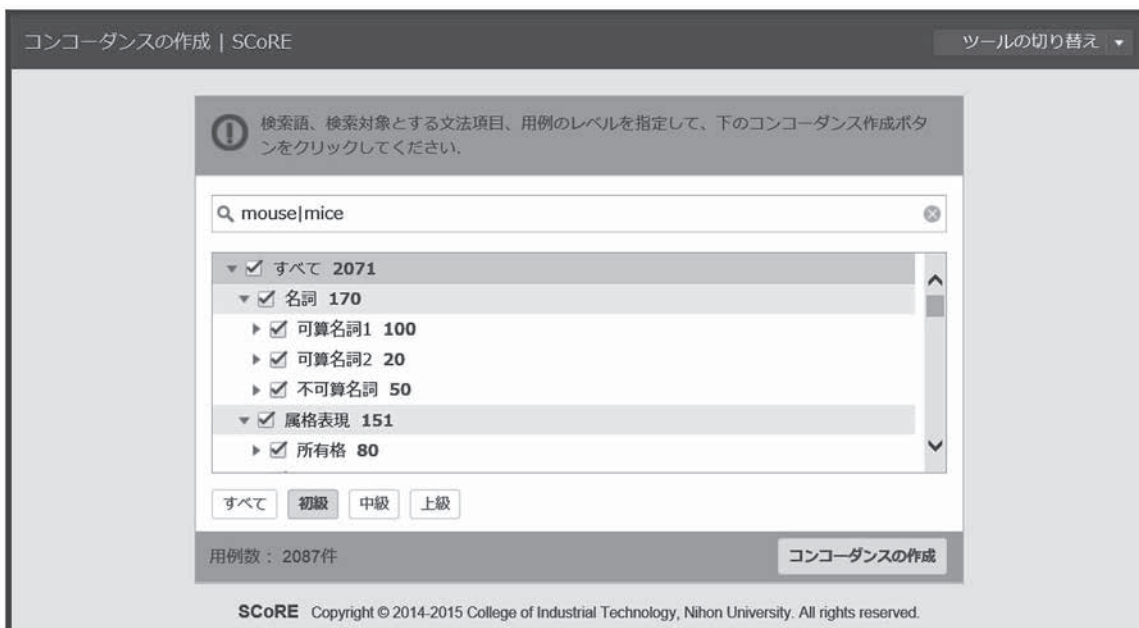 コンコーダンスの作成 | SCoRE
ツールの切り替え
検索語、検索対象とする文法項目、用例のレベルを指定して、下のコンコーダンス作成ボタ
ンをクリックしてください.
mouse|mice
すべて 2071
名詞 170
可算名詞1 100
可算名詞2 20
不可算名詞 50
属格表現 151
所有格 80
すべて 初級 中級 上級
用例数： 2087件
コンコーダンスの作成
SCoRE Copyright © 2014-2015 College of Industrial Technology, Nihon University. All rights reserved.